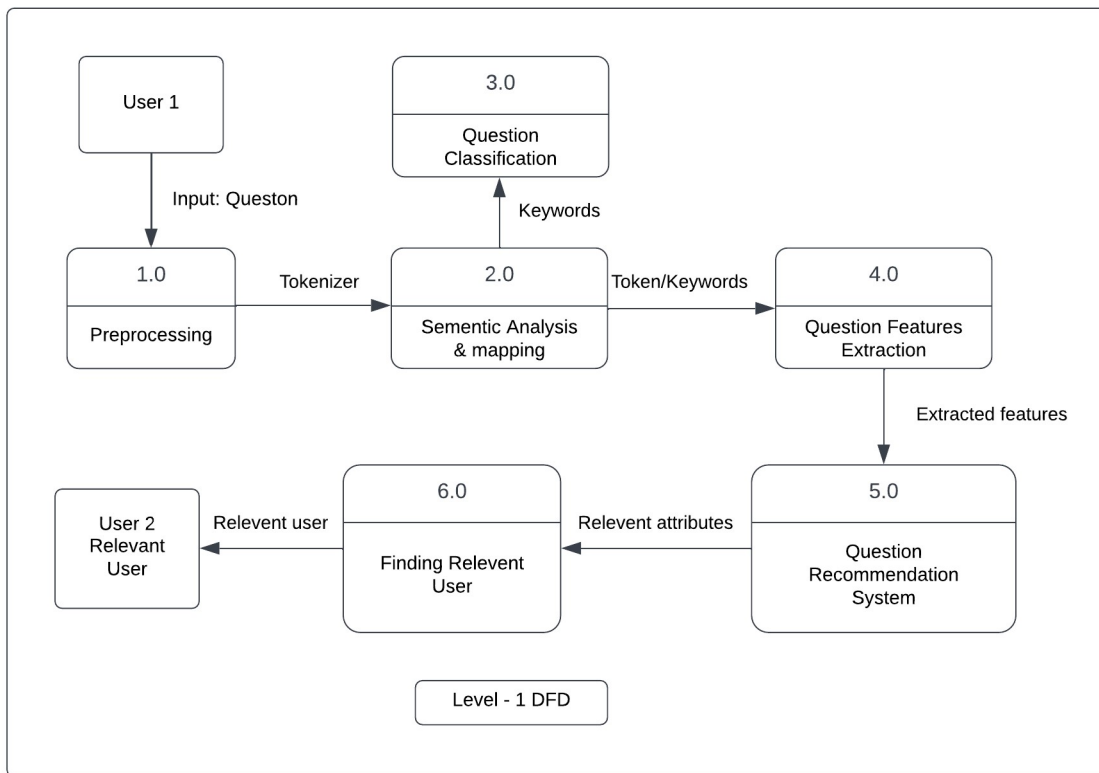 User 1
3.0
Question
Classification
Input: Queston
Keywords
1.0
Preprocessing
Tokenizer
2.0
Sementic Analysis
& mapping
Token/Keywords
4.0
Question Features
Extraction
Extracted features
5.0
Question
Recommendation
System
Relevent attributes
6.0
Finding Relevent
User
Relevent user
User 2
Relevant
User
Level - 1 DFD